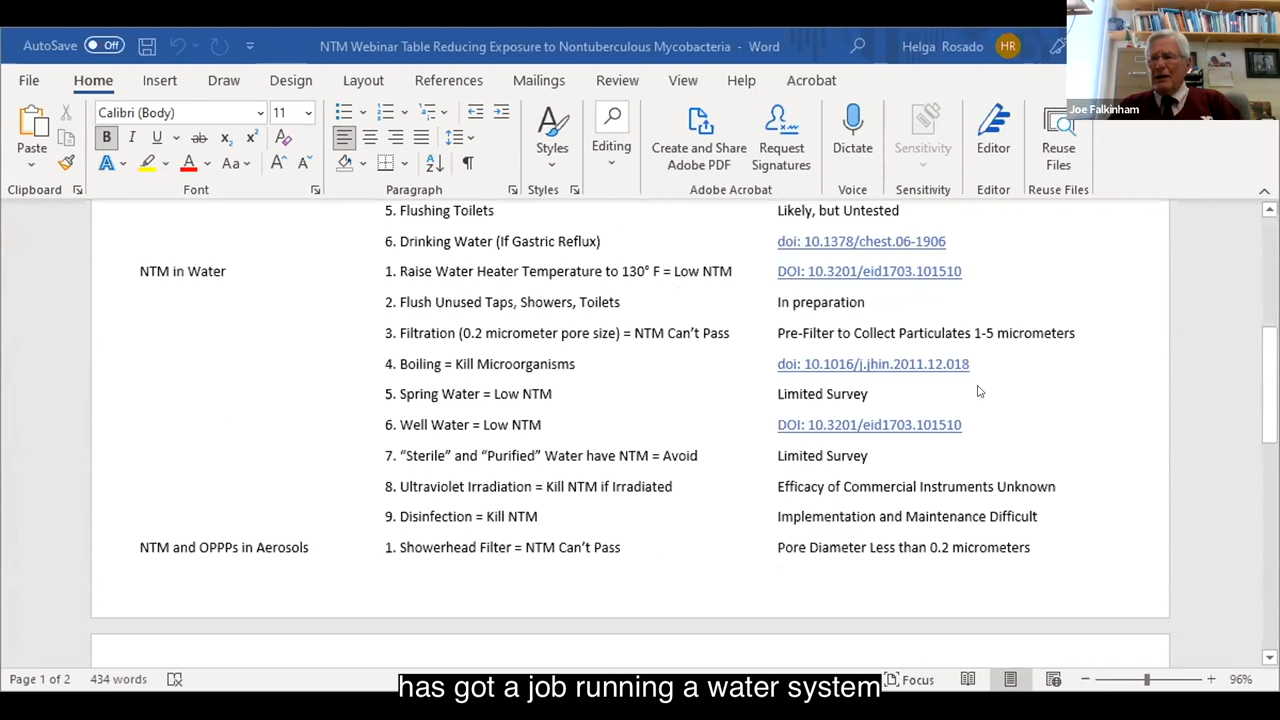 AutoSave Off NTM Webinar Table Reducing Exposure to Nontuberculous Mycobacteria - Word Helga Rosado HR
Joe Falkinham
File Home Insert Draw Design Layout References Mailings Review View Help Acrobat
Calibri (Body) 11
Paste Styles Editing Create and Share Adobe PDF Request Signatures Dictate Sensitivity Editor Reuse Files
Clipboard Font Paragraph Styles Adobe Acrobat Voice Sensitivity Editor Reuse Files
5. Flushing Toilets Likely, but Untested
6. Drinking Water (If Gastric Reflux) doi: 10.1378/chest.06-1906
NTM in Water 1. Raise Water Heater Temperature to 130° F = Low NTM DOI: 10.3201/eid1703.101510
2. Flush Unused Taps, Showers, Toilets In preparation
3. Filtration (0.2 micrometer pore size) = NTM Can't Pass Pre-Filter to Collect Particulates 1-5 micrometers
4. Boiling = Kill Microorganisms doi: 10.1016/j.jhin.2011.12.018
5. Spring Water = Low NTM Limited Survey
6. Well Water = Low NTM DOI: 10.3201/eid1703.101510
7. “Sterile” and “Purified” Water have NTM = Avoid Limited Survey
8. Ultraviolet Irradiation = Kill NTM if Irradiated Efficacy of Commercial Instruments Unknown
9. Disinfection = Kill NTM Implementation and Maintenance Difficult
NTM and OPPPs in Aerosols 1. Showerhead Filter = NTM Can't Pass Pore Diameter Less than 0.2 micrometers
Page 1 of 2 434 words Focus 96%
has got a job running a water system